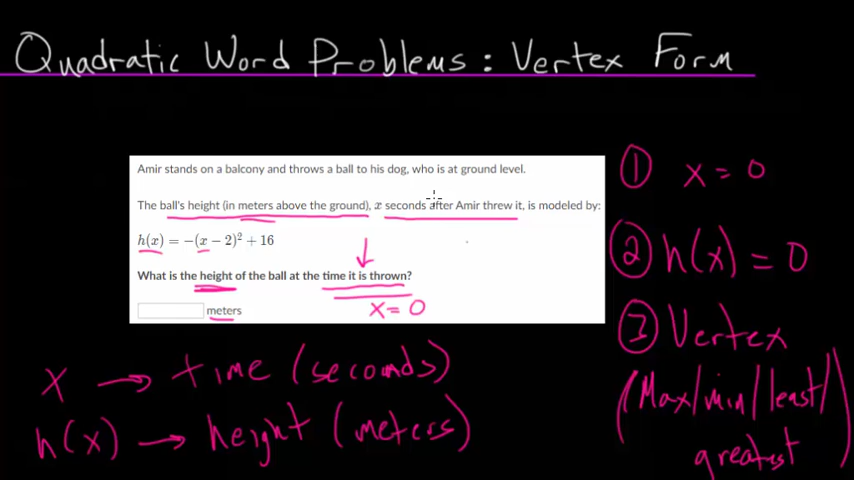 Quadratic Word Problems: Vertex Form
Amir stands on a balcony and throws a ball to his dog, who is at ground level.
The ball's height (in meters above the ground), x seconds after Amir threw it, is modeled by:
h(x) = −(x − 2)² + 16
What is the height of the ball at the time it is thrown?
x = 0
meters
x → time (seconds)
h(x) → height (meters)
① x = 0
② h(x) = 0
③ Vertex
(Max/min/least/
greatest)